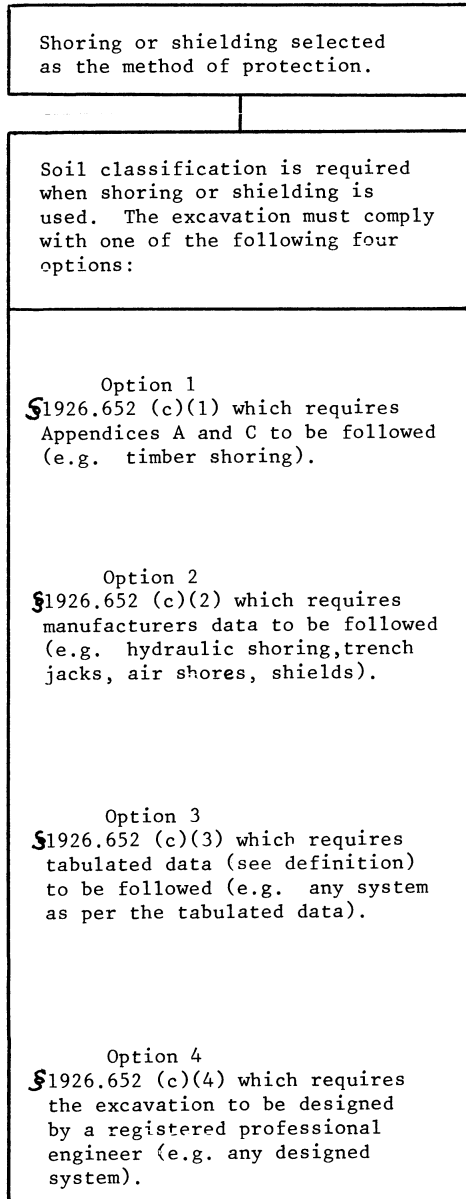 Shoring or shielding selected
as the method of protection.
Soil classification is required
when shoring or shielding is
used. The excavation must comply
with one of the following four
options:
Option 1
§1926.652 (c)(1) which requires
Appendices A and C to be followed
(e.g. timber shoring).
Option 2
§1926.652 (c)(2) which requires
manufacturers data to be followed
(e.g. hydraulic shoring,trench
jacks, air shores, shields).
Option 3
§1926.652 (c)(3) which requires
tabulated data (see definition)
to be followed (e.g. any system
as per the tabulated data).
Option 4
§1926.652 (c)(4) which requires
the excavation to be designed
by a registered professional
engineer (e.g. any designed
system).